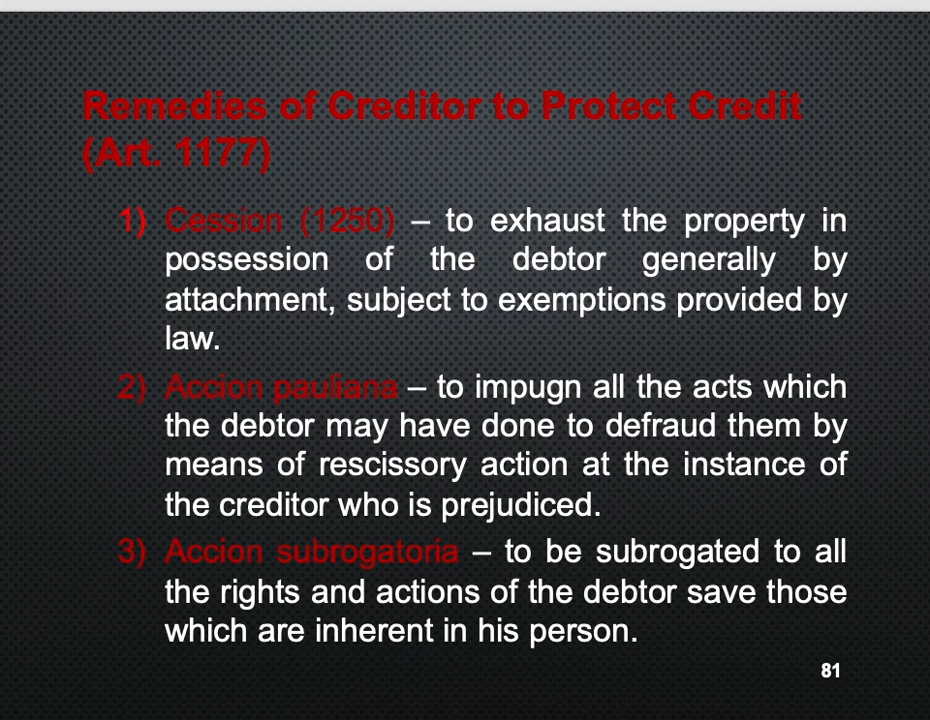 Remedies of Creditor to Protect Credit
(Art. 1177)
1) Cession (1250) – to exhaust the property in
possession of the debtor generally by
attachment, subject to exemptions provided by
law.
2) Accion pauliana – to impugn all the acts which
the debtor may have done to defraud them by
means of rescissory action at the instance of
the creditor who is prejudiced.
3) Accion subrogatoria – to be subrogated to all
the rights and actions of the debtor save those
which are inherent in his person.
81